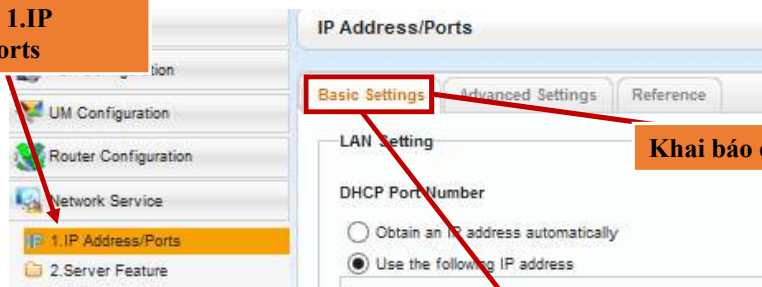 1.IP
orts
UM Configuration
Router Configuration
Network Service
1.IP Address/Ports
2.Server Feature
IP Address/Ports
Basic Settings
Advanced Settings
Reference
LAN Setting
Khai báo
DHCP Port Number
Obtain an IP address automatically
Use the following IP address